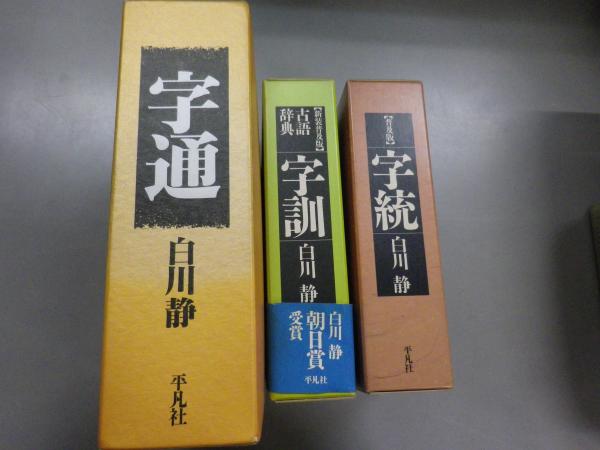 字通
白川静
平凡社
【新装普及版】
古語
辞典
字訓
白川 静
白川 静
朝日賞
受賞
平凡社
【普及版】
字統
白川 静
平凡社